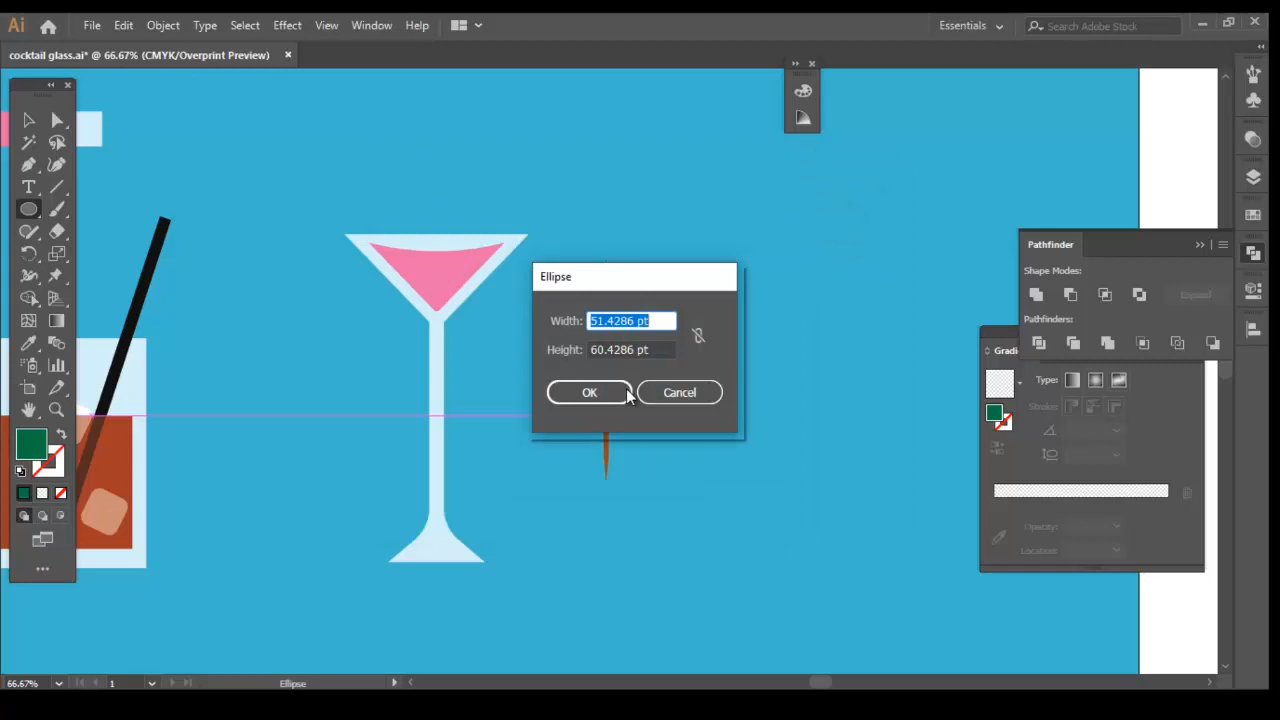 Ai File Edit Object Type Select Effect View Window Help Essentials Search Adobe Stock
cocktail glass.ai* @ 66.67% (CMYK/Overprint Preview)
Pathfinder
Shape Modes:
Expand
Pathfinders:
Ellipse
Width: 51.4286 pt
Height: 60.4286 pt
OK Cancel
Gradi
Type:
Strokes
Opacity:
Location:
T
66.67% 1 Ellipse